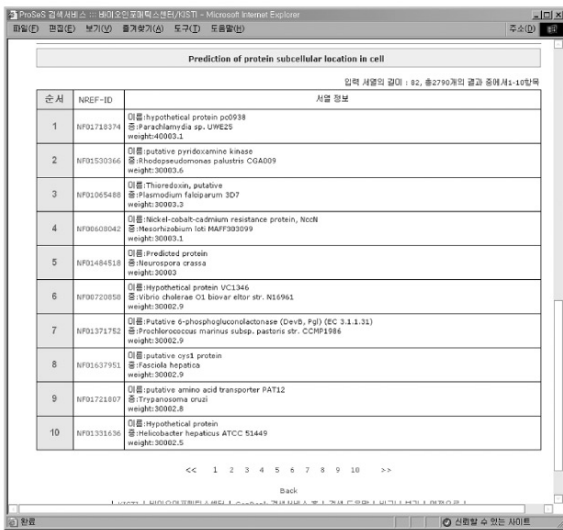 ProSeS 검색서비스 ::: 바이오인포매틱스센터/KISTI - Microsoft Internet Explorer
파일(F) 편집(E) 보기(V) 즐겨찾기(A) 도구(T) 도움말(H) 주소(D)
Prediction of protein subcellular location in cell
입력 서열의 길이 : 82, 총2790개의 결과 중에서1-10항목
순서 NREF-ID 서열 정보
1 NF01710374 이름:hypothetical protein pc0938
종:Parachlamydia sp. UWE25
weight:40003.1
2 NF01530366 이름:putative pyridoxamine kinase
종:Rhodopseudomonas palustris CGA009
weight:30003.6
3 NF01065488 이름:Thioredoxin, putative
종:Plasmodium falciparum 3D7
weight:30003.3
4 NF00608042 이름:Nickel-cobalt-cadmium resistance protein, NccN
종:Mesorhizobium loti MAFF303099
weight:30003.1
5 NF01484518 이름:Predicted protein
종:Neurospora crassa
weight:30003
6 NF00720850 이름:Hypothetical protein VC1346
종:Vibrio cholerae O1 biovar eltor str. N16961
weight:30002.9
7 NF01371752 이름:Putative 6-phosphogluconolactonase (DevB, Pgl) (EC 3.1.1.31)
종:Prochlorococcus marinus subsp. pastoris str. CCMP1986
weight:30002.9
8 NF01637951 이름:putative cys1 protein
종:Fasciola hepatica
weight:30002.9
9 NF01721807 이름:putative amino acid transporter PAT12
종:Trypanosoma cruzi
weight:30002.8
10 NF01331636 이름:Hypothetical protein
종:Helicobacter hepaticus ATCC 51449
weight:30002.5
<< 1 2 3 4 5 6 7 8 9 10 >>
Back
완료 신뢰할 수 있는 사이트